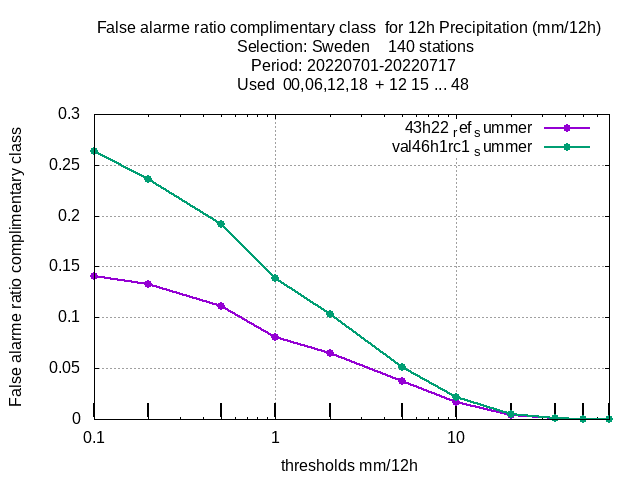 False alarme ratio complimentary class for 12h Precipitation (mm/12h)
Selection: Sweden 140 stations
Period: 20220701-20220717
Used 00,06,12,18 + 12 15 ... 48
43h22 ref summer
val46h1rc1 summer
False alarme ratio complimentary class
0.3
0.25
0.2
0.15
0.1
0.05
0
0.1 1 10
thresholds mm/12h